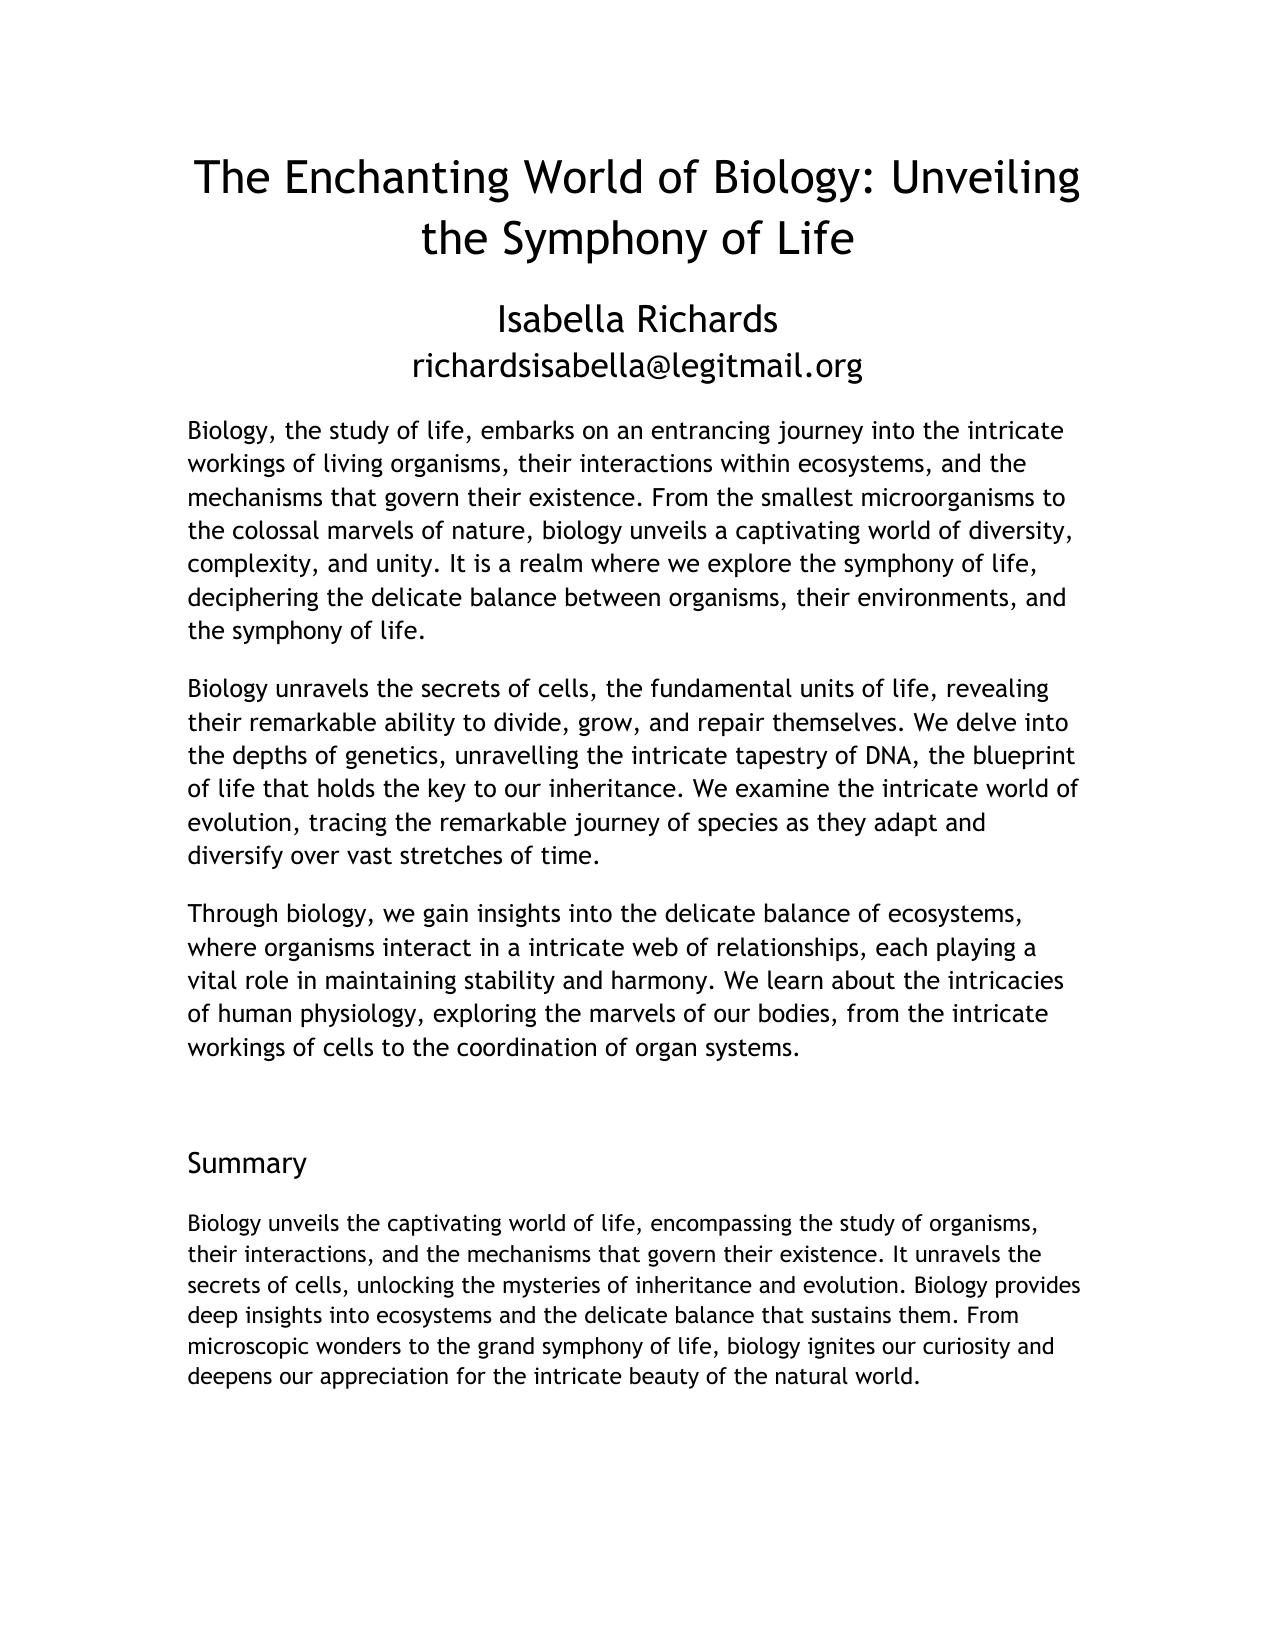 The Enchanting World of Biology: Unveiling
the Symphony of Life
Isabella Richards
richardsisabella@legitmail.org
Biology, the study of life, embarks on an entrancing journey into the intricate
workings of living organisms, their interactions within ecosystems, and the
mechanisms that govern their existence. From the smallest microorganisms to
the colossal marvels of nature, biology unveils a captivating world of diversity,
complexity, and unity. It is a realm where we explore the symphony of life,
deciphering the delicate balance between organisms, their environments, and
the symphony of life.
Biology unravels the secrets of cells, the fundamental units of life, revealing
their remarkable ability to divide, grow, and repair themselves. We delve into
the depths of genetics, unravelling the intricate tapestry of DNA, the blueprint
of life that holds the key to our inheritance. We examine the intricate world of
evolution, tracing the remarkable journey of species as they adapt and
diversify over vast stretches of time.
Through biology, we gain insights into the delicate balance of ecosystems,
where organisms interact in a intricate web of relationships, each playing a
vital role in maintaining stability and harmony. We learn about the intricacies
of human physiology, exploring the marvels of our bodies, from the intricate
workings of cells to the coordination of organ systems.
Summary
Biology unveils the captivating world of life, encompassing the study of organisms,
their interactions, and the mechanisms that govern their existence. It unravels the
secrets of cells, unlocking the mysteries of inheritance and evolution. Biology provides
deep insights into ecosystems and the delicate balance that sustains them. From
microscopic wonders to the grand symphony of life, biology ignites our curiosity and
deepens our appreciation for the intricate beauty of the natural world.